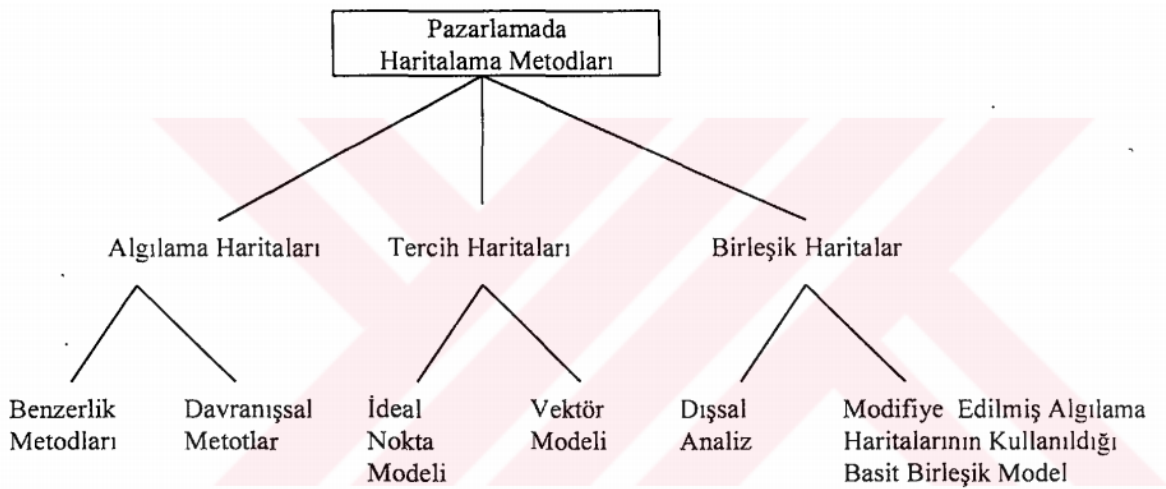 Pazarlamada
Haritalama Metodları
Algılama Haritaları
Tercih Haritaları
Birleşik Haritalar
Benzerlik
Metodları
Davranışsal
Metotlar
İdeal
Nokta
Modeli
Vektör
Modeli
Dışsal
Analiz
Modifiye Edilmiş Algılama
Haritalarının Kullanıldığı
Basit Birleşik Model